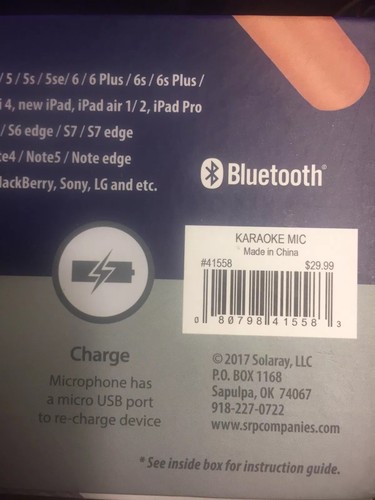 / 5 / 5s / 5se/ 6 / 6 Plus / 6s / 6s Plus /
4, new iPad, iPad air 1/ 2, iPad Pro
/ S6 edge / S7 / S7 edge
/ Note5 / Note edge
BlackBerry, Sony, LG and etc.
Bluetooth®
KARAOKE MIC
Made in China
#41558 $29.99
0 80798 41558 3
Charge
Microphone has
a micro USB port
to re-charge device
© 2017 Solaray, LLC
P.O. BOX 1168
Sapulpa, OK 74067
918-227-0722
www.srpcompanies.com
* See inside box for instruction guide.